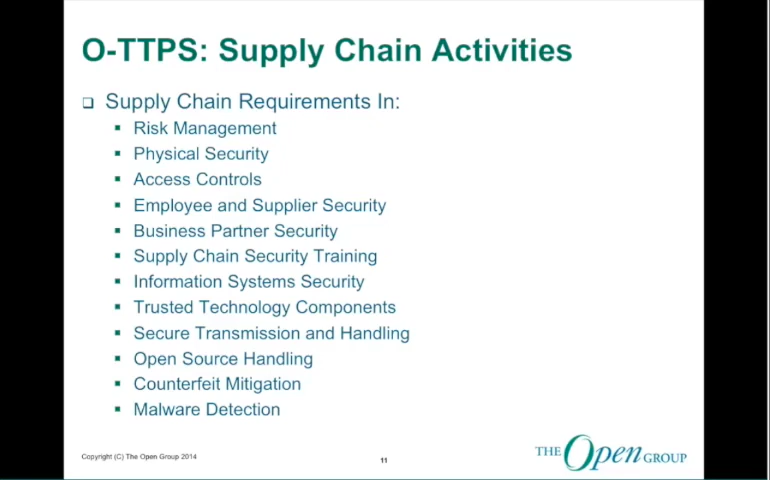 O-TTPS: Supply Chain Activities
Supply Chain Requirements In:
Risk Management
Physical Security
Access Controls
Employee and Supplier Security
Business Partner Security
Supply Chain Security Training
Information Systems Security
Trusted Technology Components
Secure Transmission and Handling
Open Source Handling
Counterfeit Mitigation
Malware Detection
Copyright (C) The Open Group 2014
11
THE Open GROUP